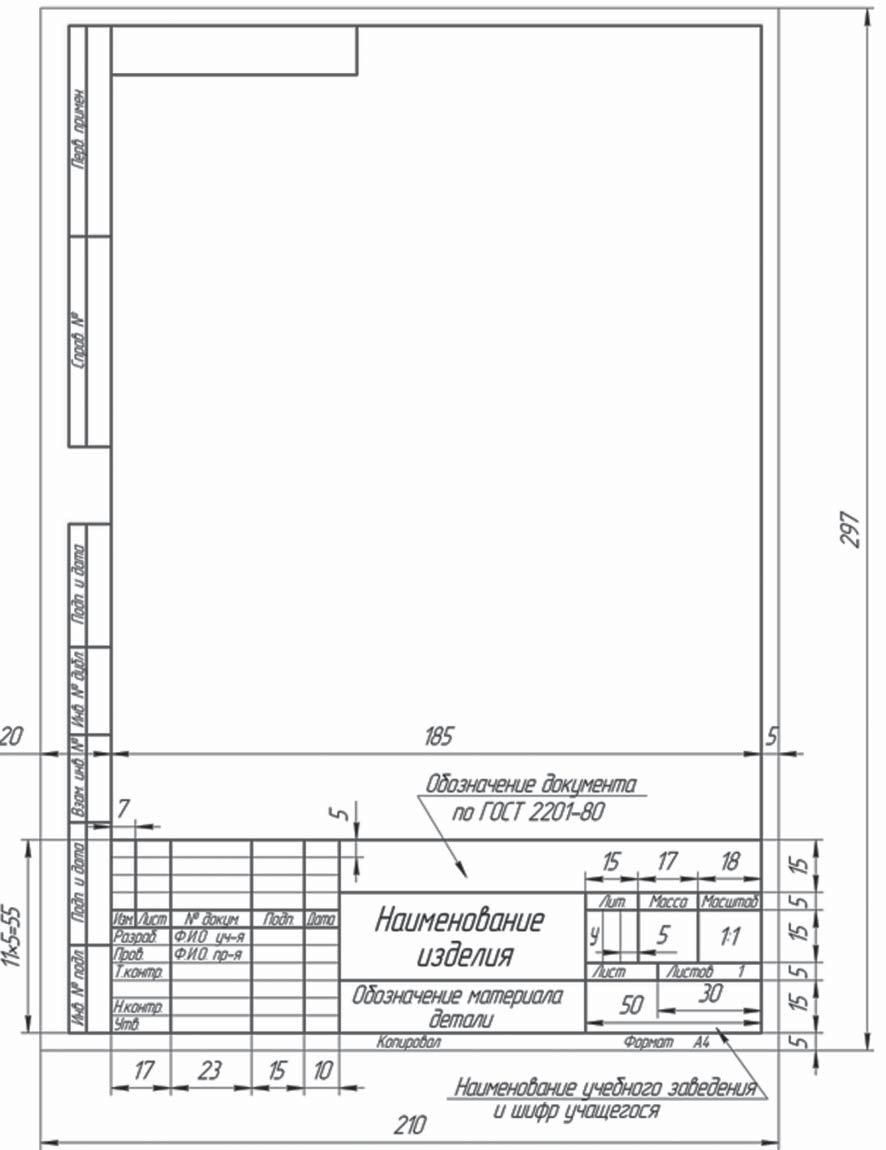 Перв. примен.
297
Справ. №
Подп. и дата
Инв. № дубл.
Взам. инв. №
Подп. и дата
Инв. № подл.
20
185
5
Обозначение документа
по ГОСТ 2201-80
7
5
11x5=55
15
17
18
15
Лит.
Масса
Масштаб
5
Изм.
Лист
№ докум.
Подп.
Дата
Наименование
изделия
У
5
1:1
15
Разраб.
Ф.И.О. уч-я
Пров.
Ф.И.О. пр-я
Т.контр.
Лист
Листов 1
5
Обозначение материала
детали
50
30
15
Н.контр.
Утв.
Копировал
Формат А4
5
17
23
15
10
Наименование учебного заведения
и шифр учащегося
210